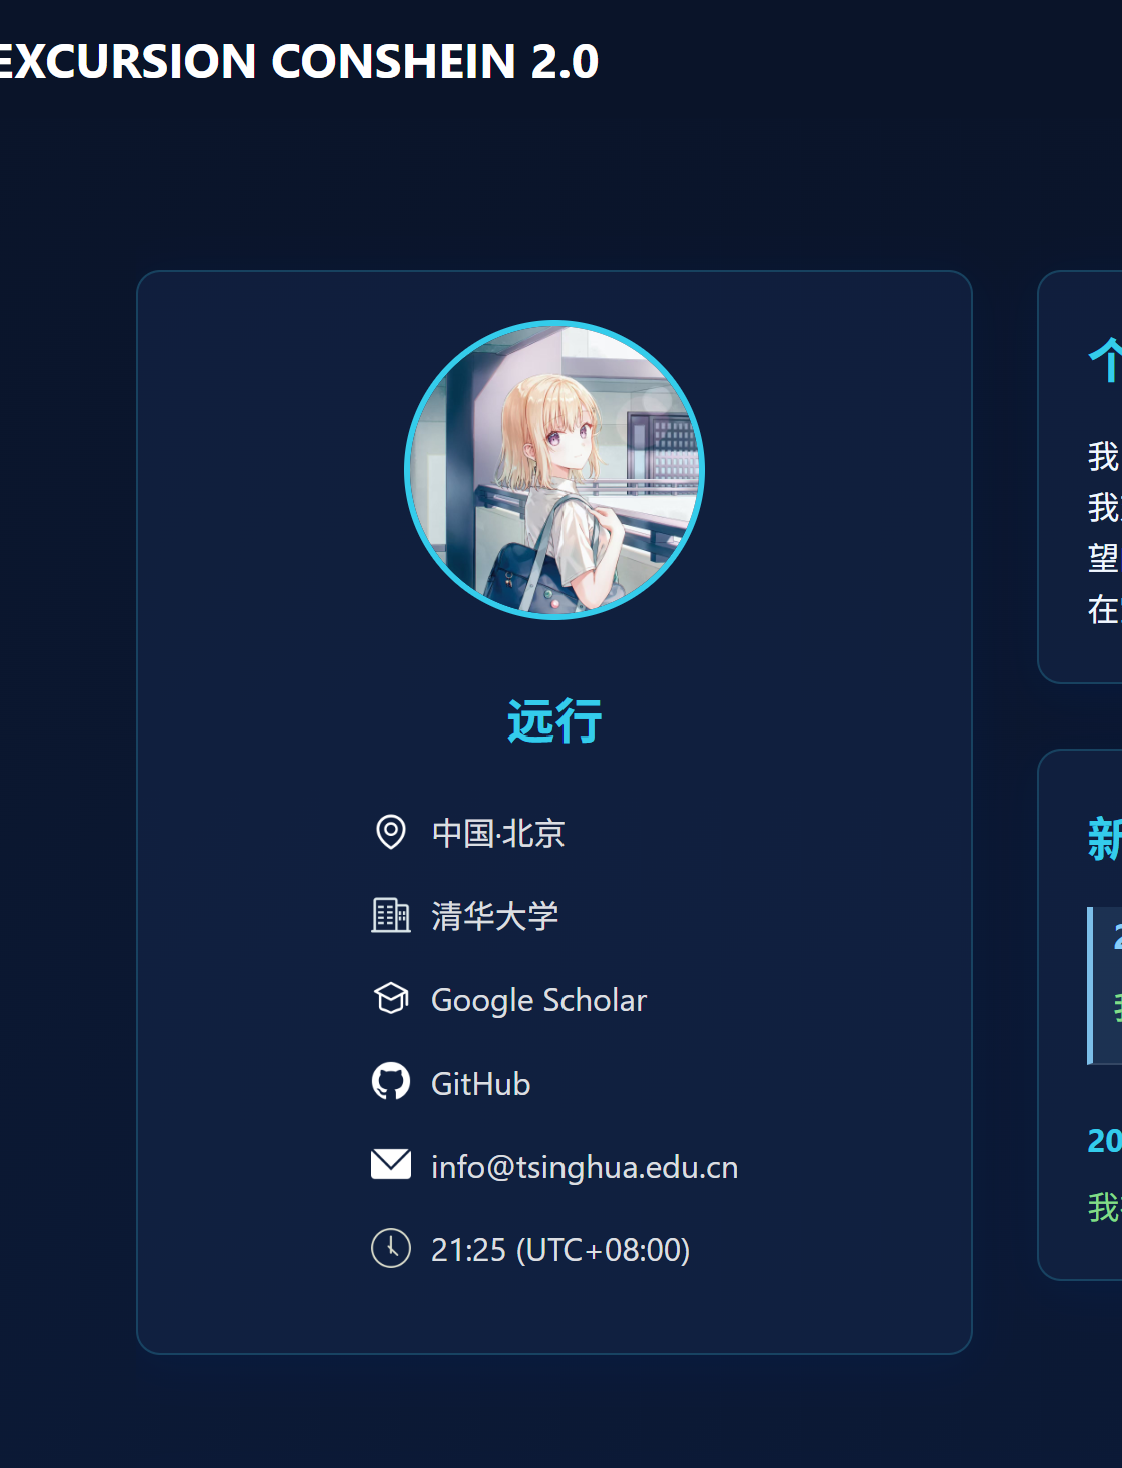 EXCURSION CONSHEIN 2.0
远行
中国·北京
清华大学
Google Scholar
GitHub
info@tsinghua.edu.cn
21:25 (UTC+08:00)
个
我
我
望
在
新
2
我
20
我